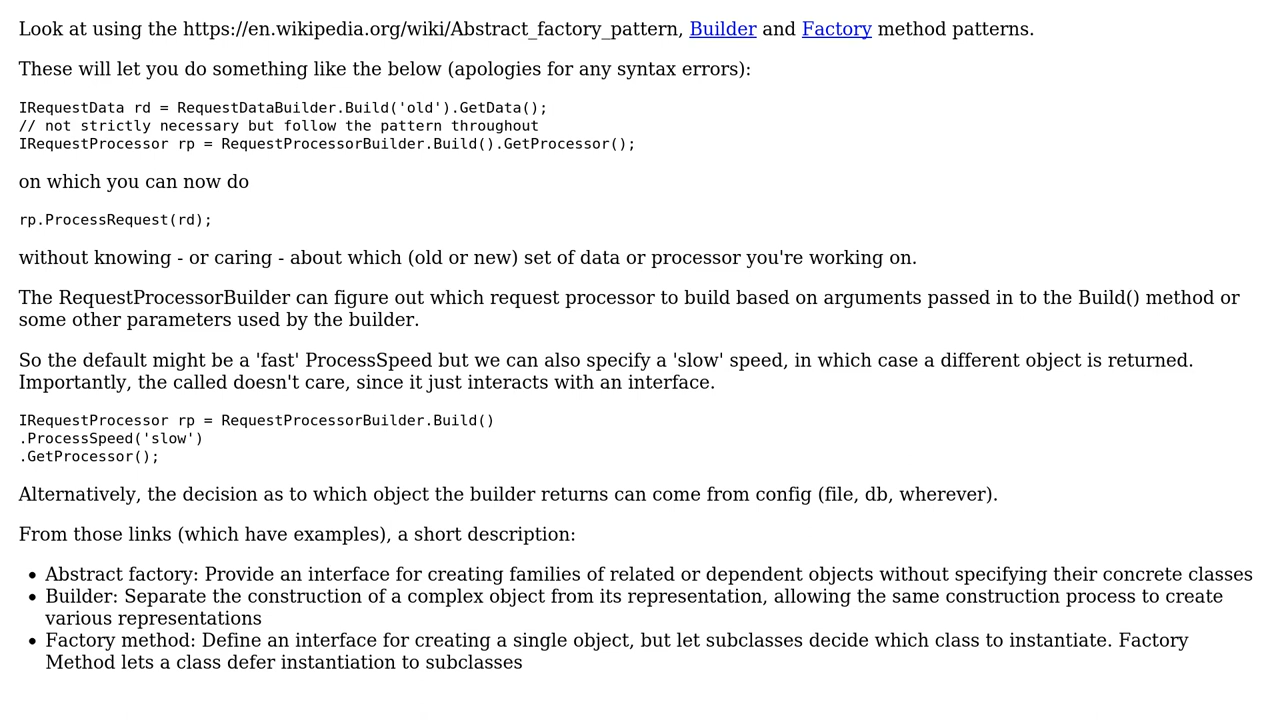 Look at using the https://en.wikipedia.org/wiki/Abstract_factory_pattern, Builder and Factory method patterns.
These will let you do something like the below (apologies for any syntax errors):
IRequestData rd = RequestDataBuilder.Build('old').GetData();
// not strictly necessary but follow the pattern throughout
IRequestProcessor rp = RequestProcessorBuilder.Build().GetProcessor();
on which you can now do
rp.ProcessRequest(rd);
without knowing - or caring - about which (old or new) set of data or processor you're working on.
The RequestProcessorBuilder can figure out which request processor to build based on arguments passed in to the Build() method or
some other parameters used by the builder.
So the default might be a 'fast' ProcessSpeed but we can also specify a 'slow' speed, in which case a different object is returned.
Importantly, the called doesn't care, since it just interacts with an interface.
IRequestProcessor rp = RequestProcessorBuilder.Build()
.ProcessSpeed('slow')
.GetProcessor();
Alternatively, the decision as to which object the builder returns can come from config (file, db, wherever).
From those links (which have examples), a short description:
• Abstract factory: Provide an interface for creating families of related or dependent objects without specifying their concrete classes
• Builder: Separate the construction of a complex object from its representation, allowing the same construction process to create
various representations
• Factory method: Define an interface for creating a single object, but let subclasses decide which class to instantiate. Factory
Method lets a class defer instantiation to subclasses